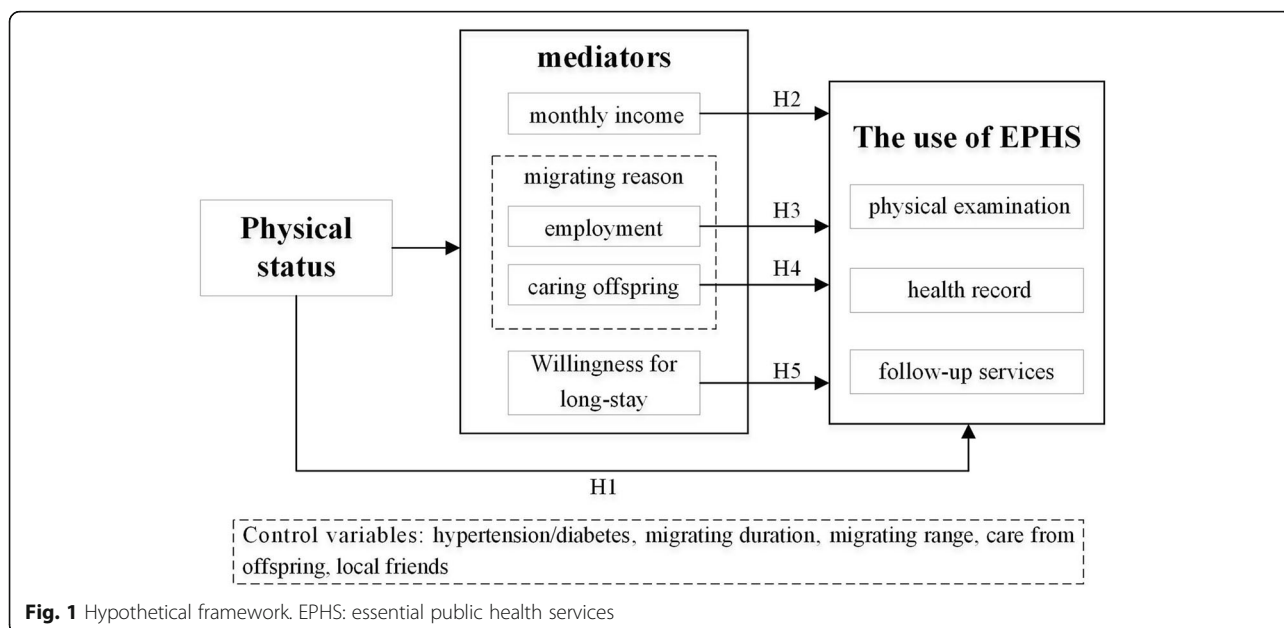 mediators
monthly income
H2
migrating reason
employment
H3
caring offspring
H4
Willingness for
long-stay
H5
Physical
status
The use of EPHS
physical examination
health record
follow-up services
H1
Control variables: hypertension/diabetes, migrating duration, migrating range, care from
offspring, local friends
Fig. 1 Hypothetical framework. EPHS: essential public health services